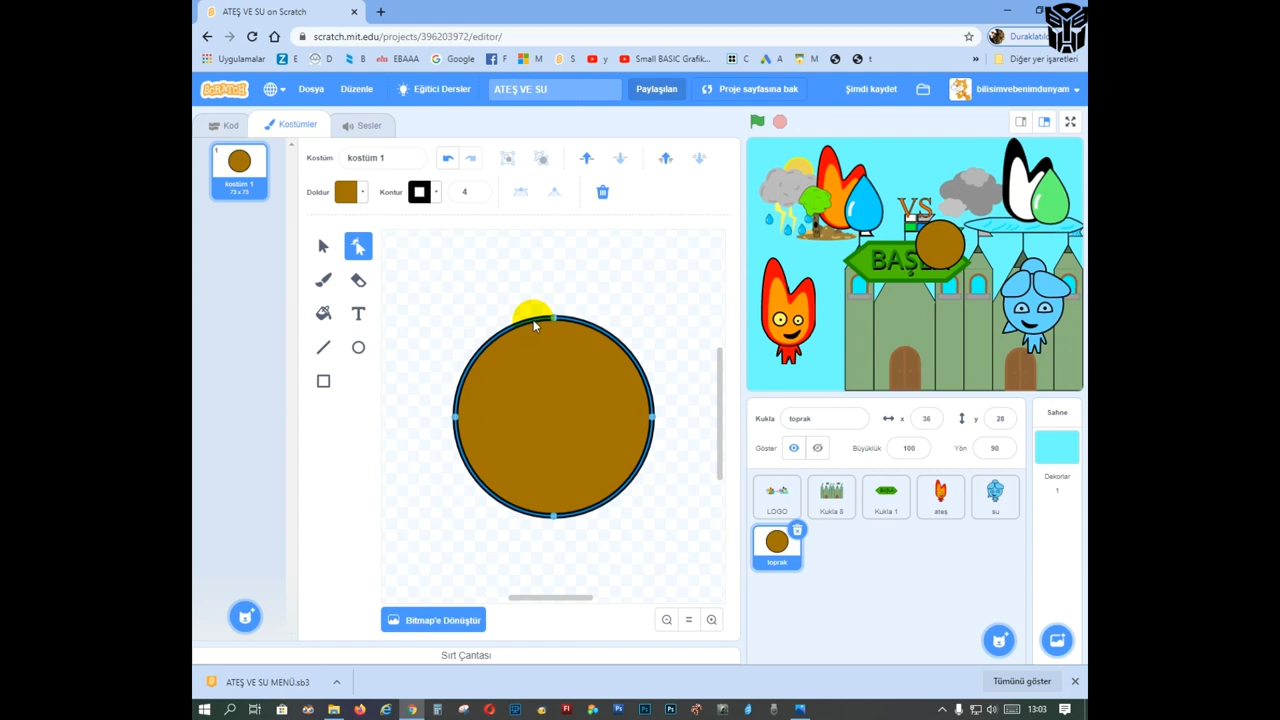 ATEŞ VE SU on Scratch
scratch.mit.edu/projects/396203972/editor/
Duraklatıld
Uygulamalar
Z E
D
B
eba EBAAA
G Google
F
M
S
y
Small BASIC Grafik...
C
A
M
t
»
Diğer yer işaretleri
SCRATCH
Dosya
Düzenle
Eğitici Dersler
ATEŞ VE SU
Paylaşılan
Proje sayfasına bak
Şimdi kaydet
bilisimvebenimdunyam
Kod
Kostümler
Sesler
1
kostüm 1
73 x 73
Kostüm
kostüm 1
Doldur
Kontur
4
VS
Bitmap'e Dönüştür
Sırt Çantası
Kukla
toprak
x
36
y
28
Göster
Büyüklük
100
Yön
90
Sahne
Dekorlar
1
LOGO
Kukla 8
Kukla 1
ateş
su
toprak
ATEŞ VE SU MENÜ.sb3
Tümünü göster
13:03